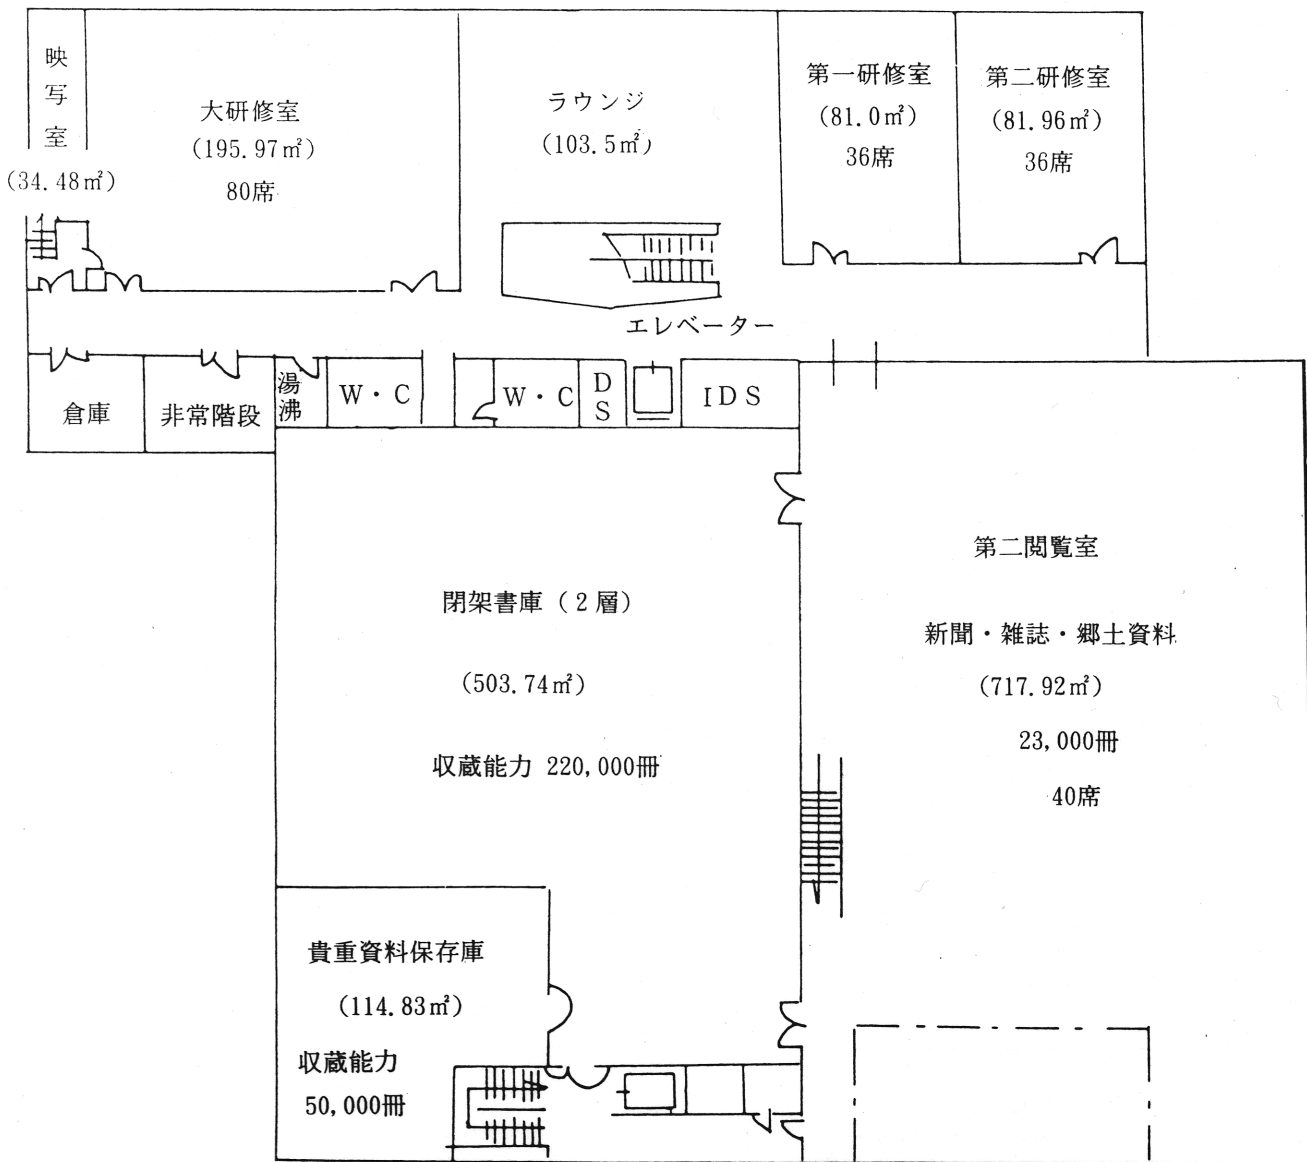 映写室
(34.48㎡)
大研修室
(195.97㎡)
80席
ラウンジ
(103.5㎡)
第一研修室
(81.0㎡)
36席
第二研修室
(81.96㎡)
36席
エレベーター
倉庫
非常階段
湯沸
W・C
W・C
DS
IDS
閉架書庫（2層）
(503.74㎡)
収蔵能力 220,000冊
第二閲覧室
新聞・雑誌・郷土資料
(717.92㎡)
23,000冊
40席
貴重資料保存庫
(114.83㎡)
収蔵能力
50,000冊